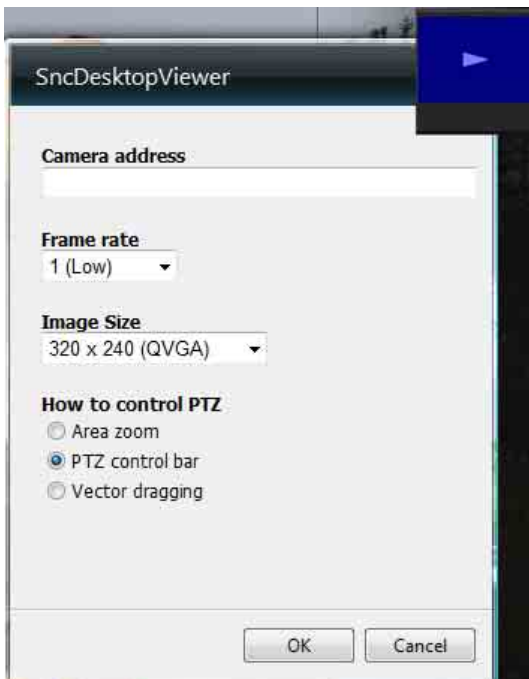 SncDesktopViewer
Camera address
Frame rate
1 (Low)
Image Size
320 x 240 (QVGA)
How to control PTZ
Area zoom
PTZ control bar
Vector dragging
OK
Cancel